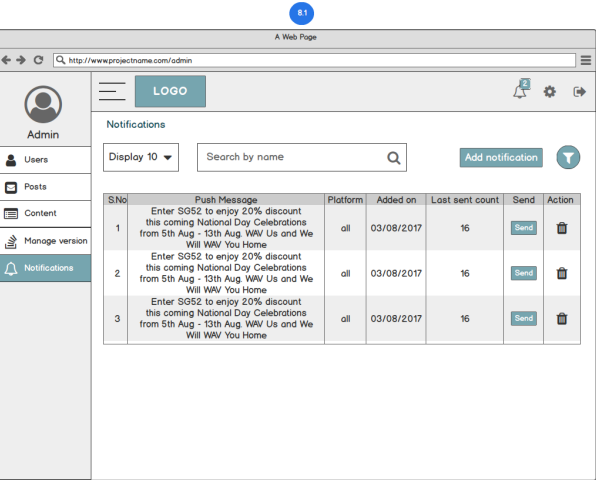 8.1
A Web Page
http://www.projectname.com/admin
LOGO
2
Admin
Users
Posts
Content
Manage version
Notifications
Notifications
Display 10
Search by name
Add notification
S.No Push Message Platform Added on Last sent count Send Action
Enter SG52 to enjoy 20% discount
this coming National Day Celebrations
1 from 5th Aug - 13th Aug. WAV Us and We all 03/08/2017 16 Send
Will WAV You Home
Enter SG52 to enjoy 20% discount
this coming National Day Celebrations
2 from 5th Aug - 13th Aug. WAV Us and We all 03/08/2017 16 Send
Will WAV You Home
Enter SG52 to enjoy 20% discount
this coming National Day Celebrations
3 from 5th Aug - 13th Aug. WAV Us and We all 03/08/2017 16 Send
Will WAV You Home